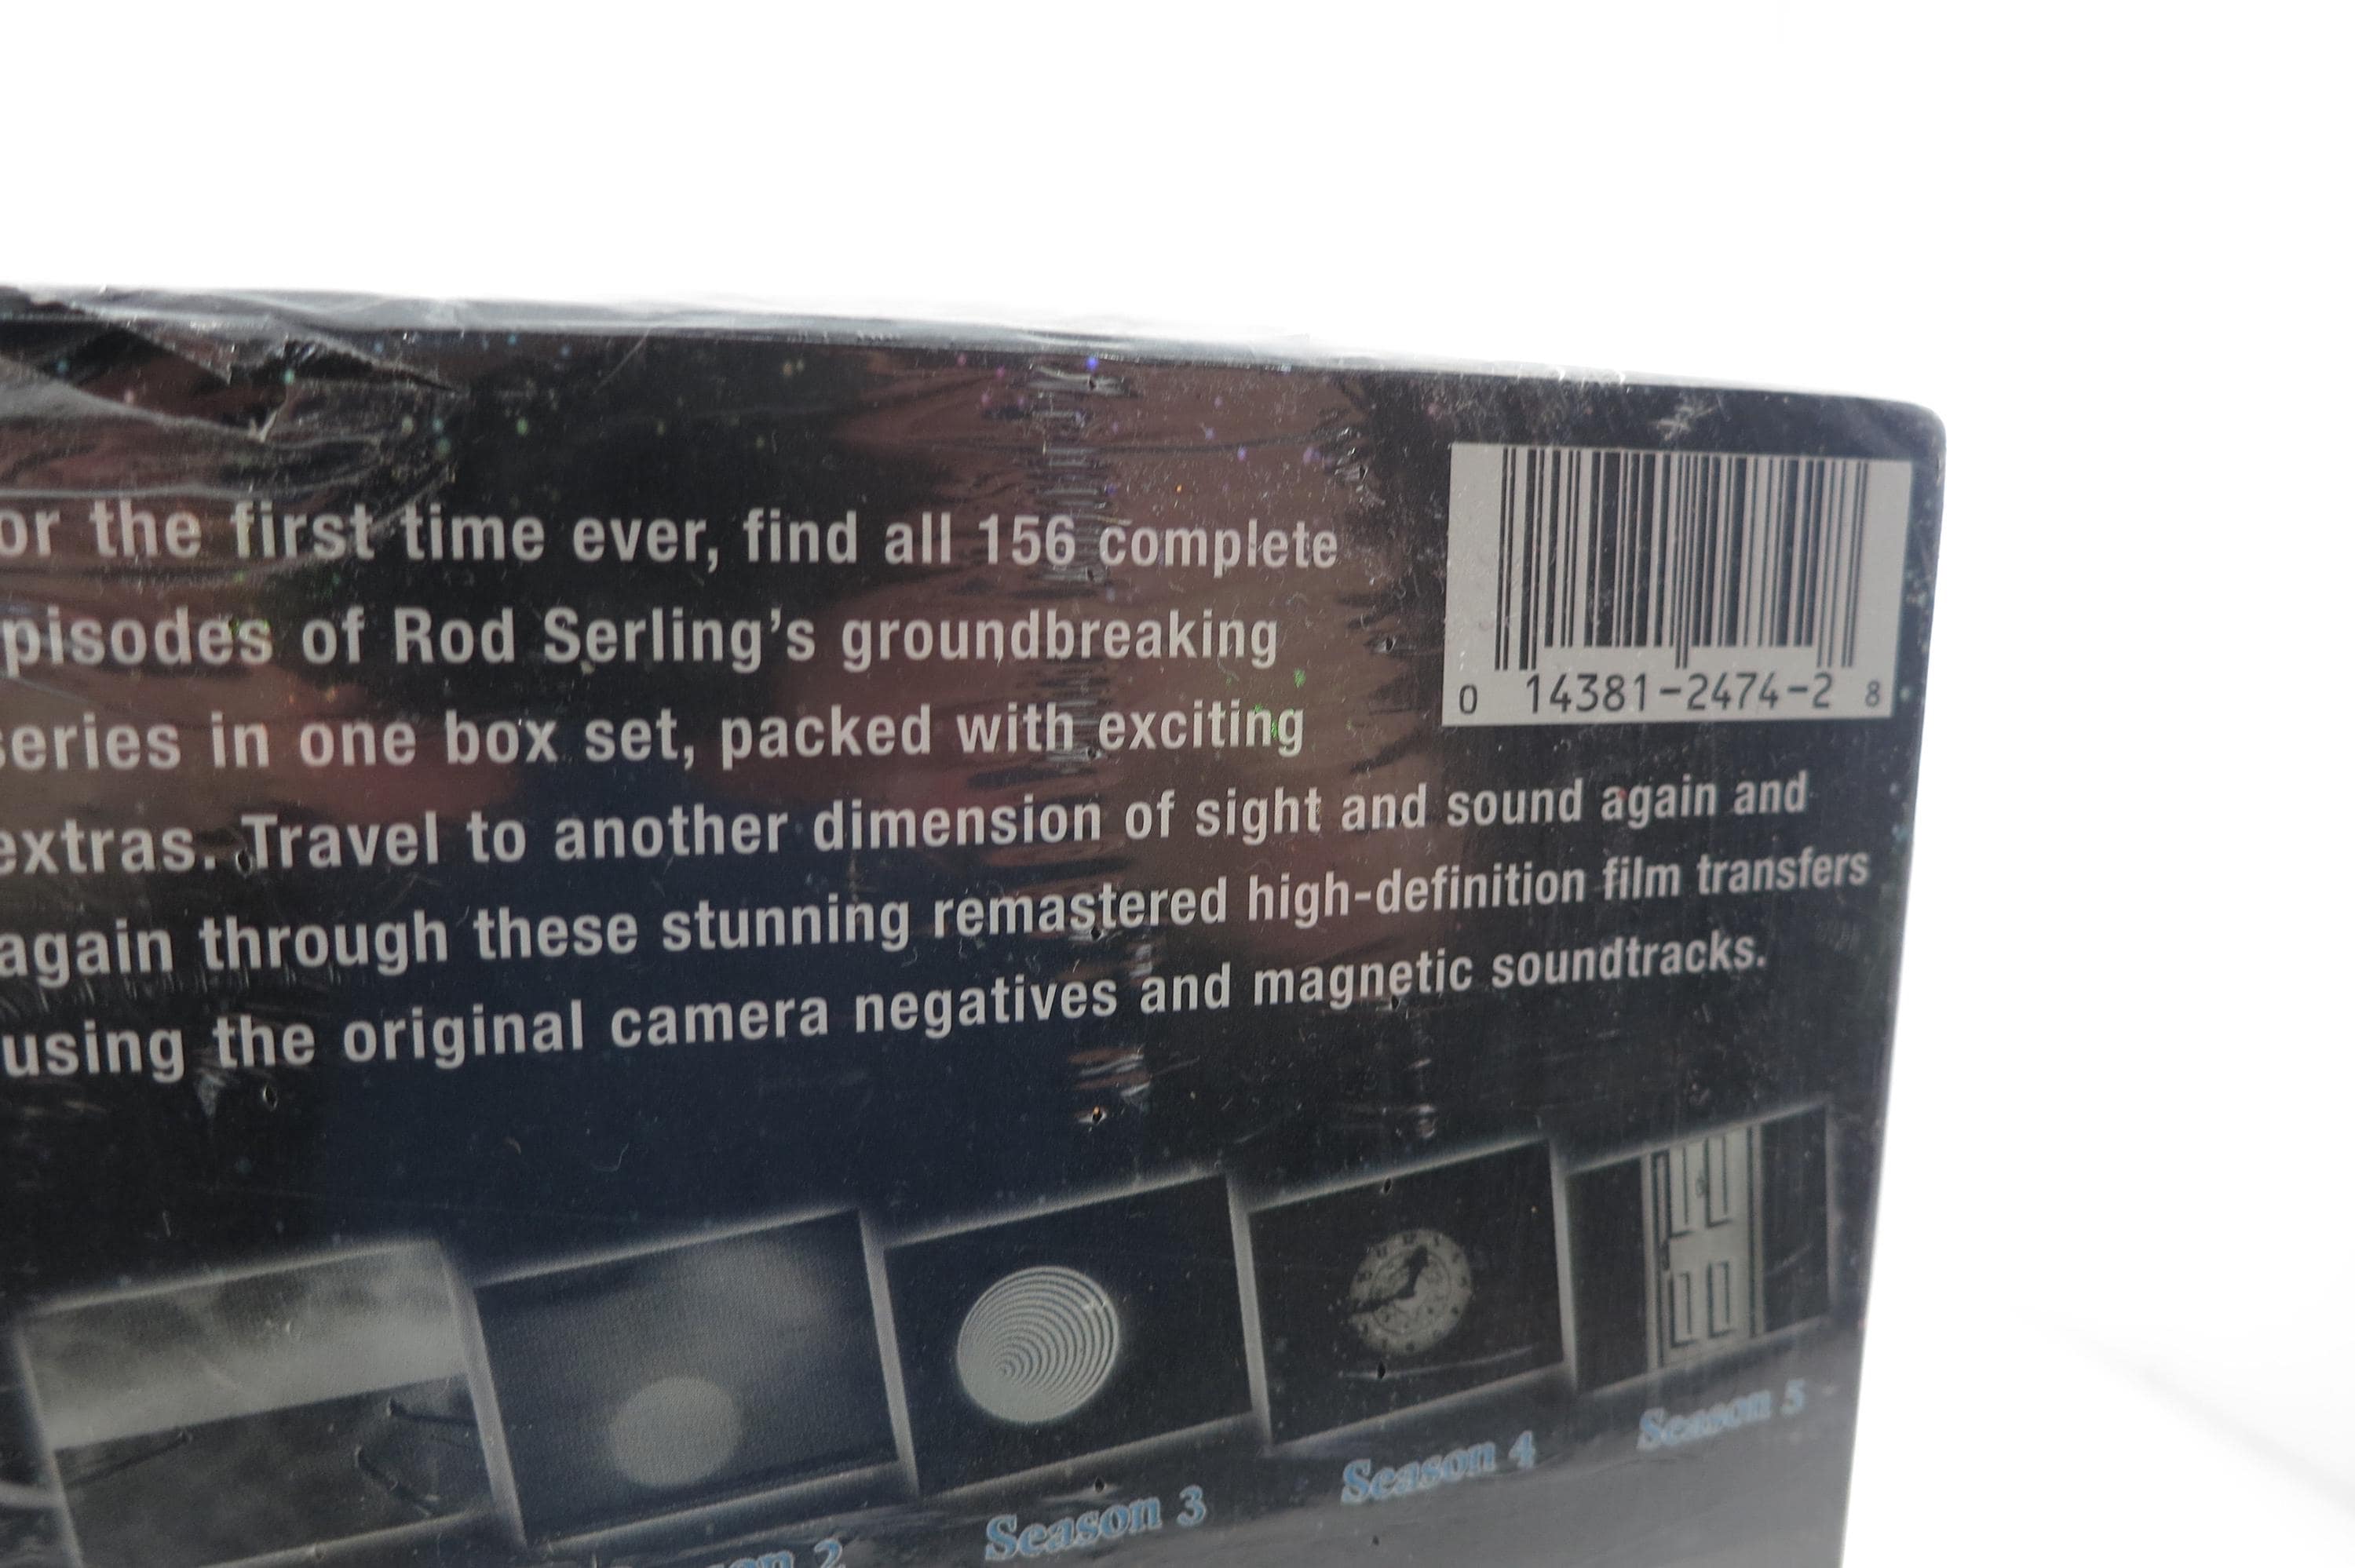 or the first time ever, find all 156 complete
pisodes of Rod Serling's groundbreaking
series in one box set, packed with exciting
extras. Travel to another dimension of sight and sound again and
again through these stunning remastered high-definition film transfers
using the original camera negatives and magnetic soundtracks.
0 14381-2474-2 8
on 2
Season 3
Season 4
Season 5